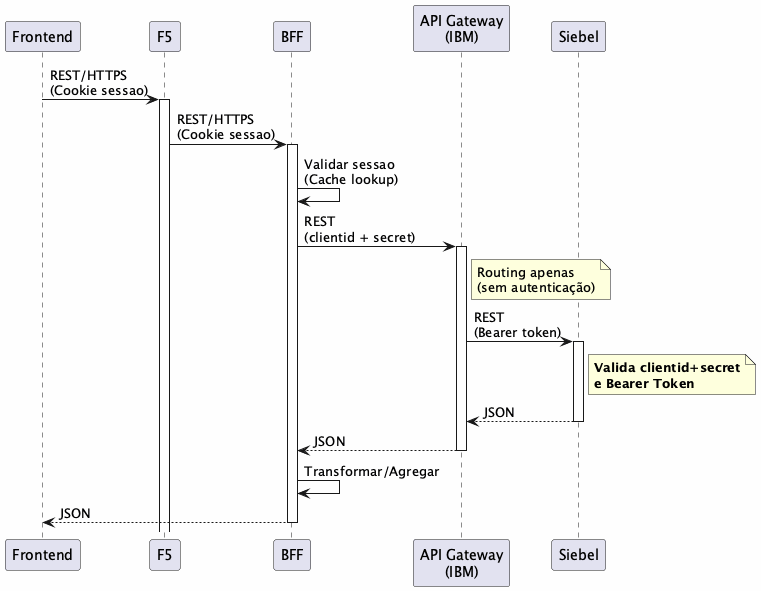 Frontend
F5
BFF
API Gateway
(IBM)
Siebel
REST/HTTPS
(Cookie sessao)
REST/HTTPS
(Cookie sessao)
Validar sessao
(Cache lookup)
REST
(clientid + secret)
Routing apenas
(sem autenticação)
REST
(Bearer token)
Valida clientid+secret
e Bearer Token
JSON
JSON
Transformar/Agregar
JSON
Frontend
F5
BFF
API Gateway
(IBM)
Siebel